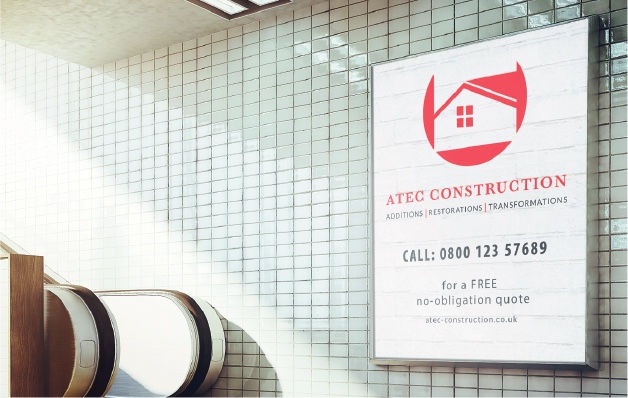 ATEC CONSTRUCTION
ADDITIONS | RESTORATIONS | TRANSFORMATIONS
CALL: 0800 123 57689
for a FREE
no-obligation quote
atec-construction.co.uk